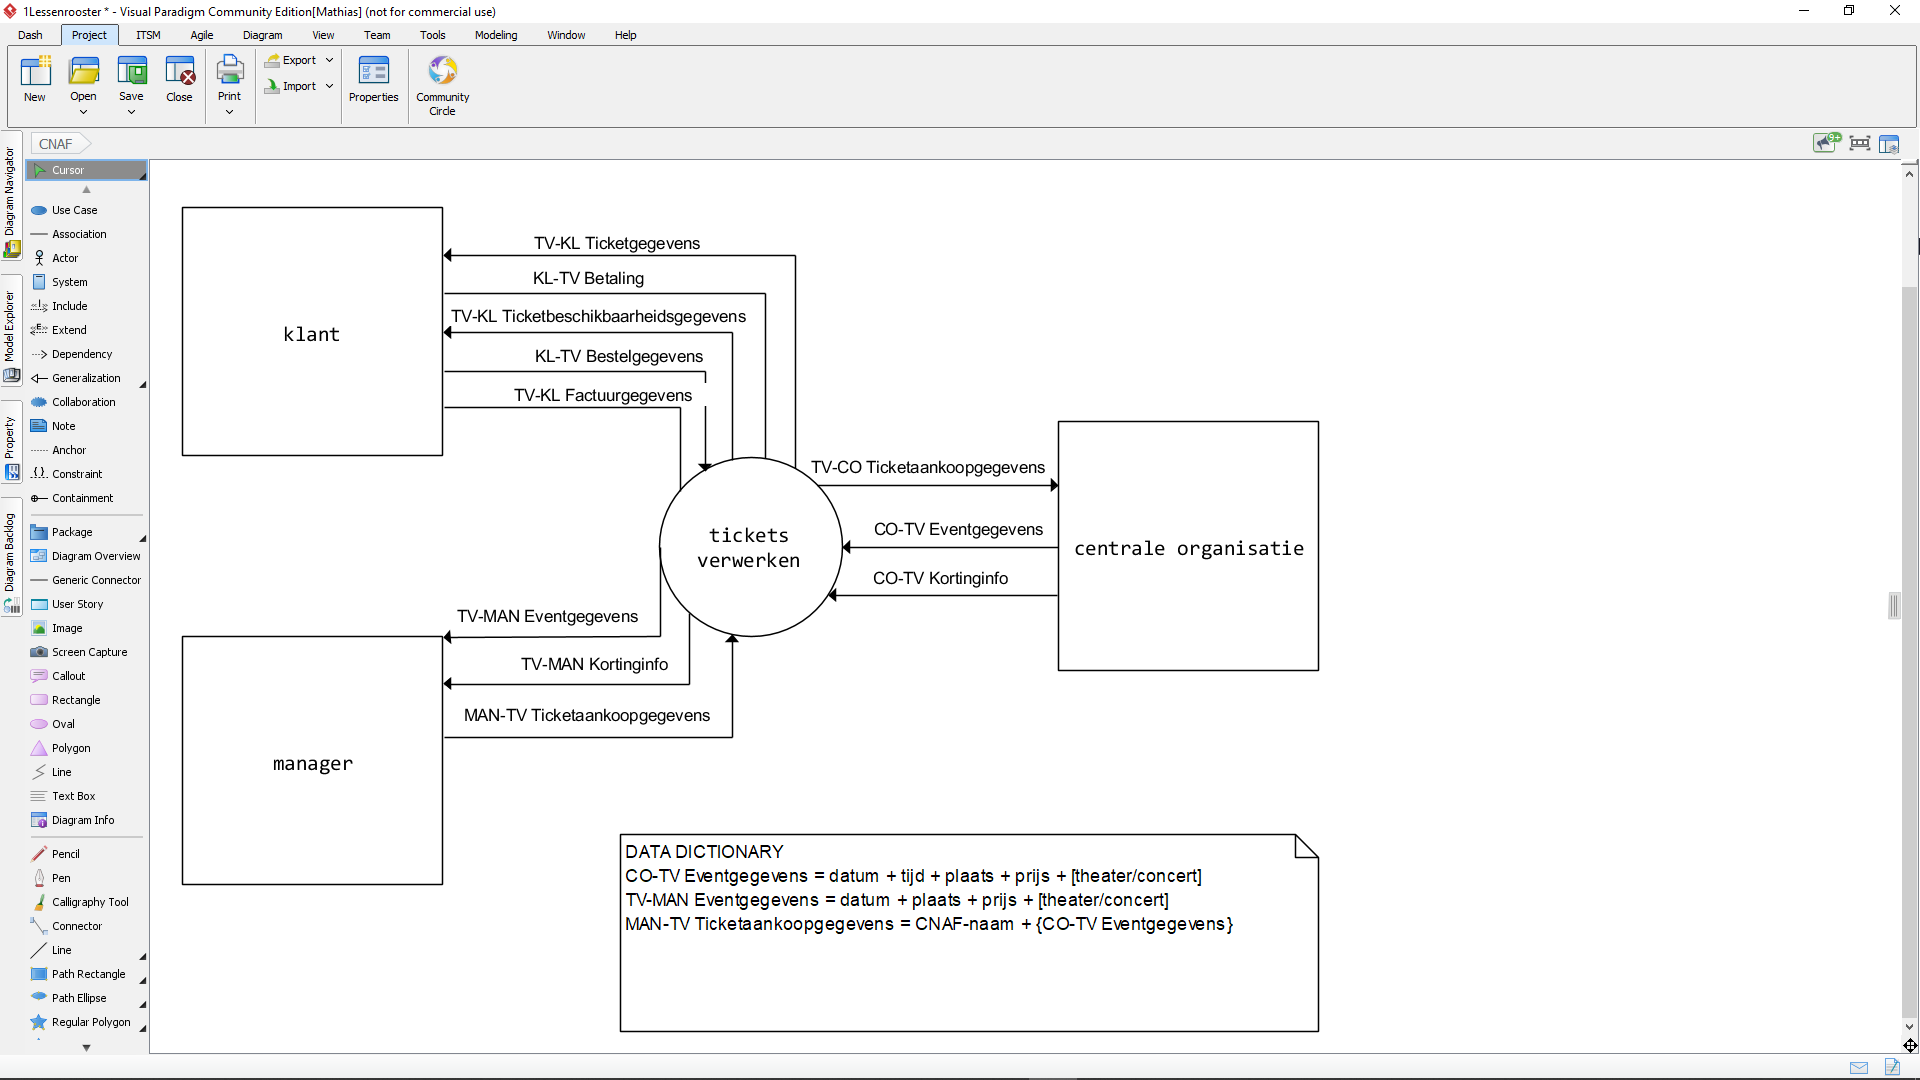 1Lessenrooster * - Visual Paradigm Community Edition[Mathias] (not for commercial use)
Dash Project ITSM Agile Diagram View Team Tools Modeling Window Help
New Open Save Close Print Export Import Properties Community Circle
CNAF
9+
Diagram Navigator
Model Explorer
Property
Diagram Backlog
Cursor
Use Case
Association
Actor
System
Include
Extend
Dependency
Generalization
Collaboration
Note
Anchor
Constraint
Containment
Package
Diagram Overview
Generic Connector
User Story
Image
Screen Capture
Callout
Rectangle
Oval
Polygon
Line
Text Box
Diagram Info
Pencil
Pen
Calligraphy Tool
Connector
Line
Path Rectangle
Path Ellipse
Regular Polygon
klant
TV-KL Ticketgegevens
KL-TV Betaling
TV-KL Ticketbeschikbaarheidsgegevens
KL-TV Bestelgegevens
TV-KL Factuurgegevens
tickets
verwerken
TV-CO Ticketaankoopgegevens
CO-TV Eventgegevens
CO-TV Kortinginfo
centrale organisatie
TV-MAN Eventgegevens
TV-MAN Kortinginfo
MAN-TV Ticketaankoopgegevens
manager
DATA DICTIONARY
CO-TV Eventgegevens = datum + tijd + plaats + prijs + [theater/concert]
TV-MAN Eventgegevens = datum + plaats + prijs + [theater/concert]
MAN-TV Ticketaankoopgegevens = CNAF-naam + {CO-TV Eventgegevens}